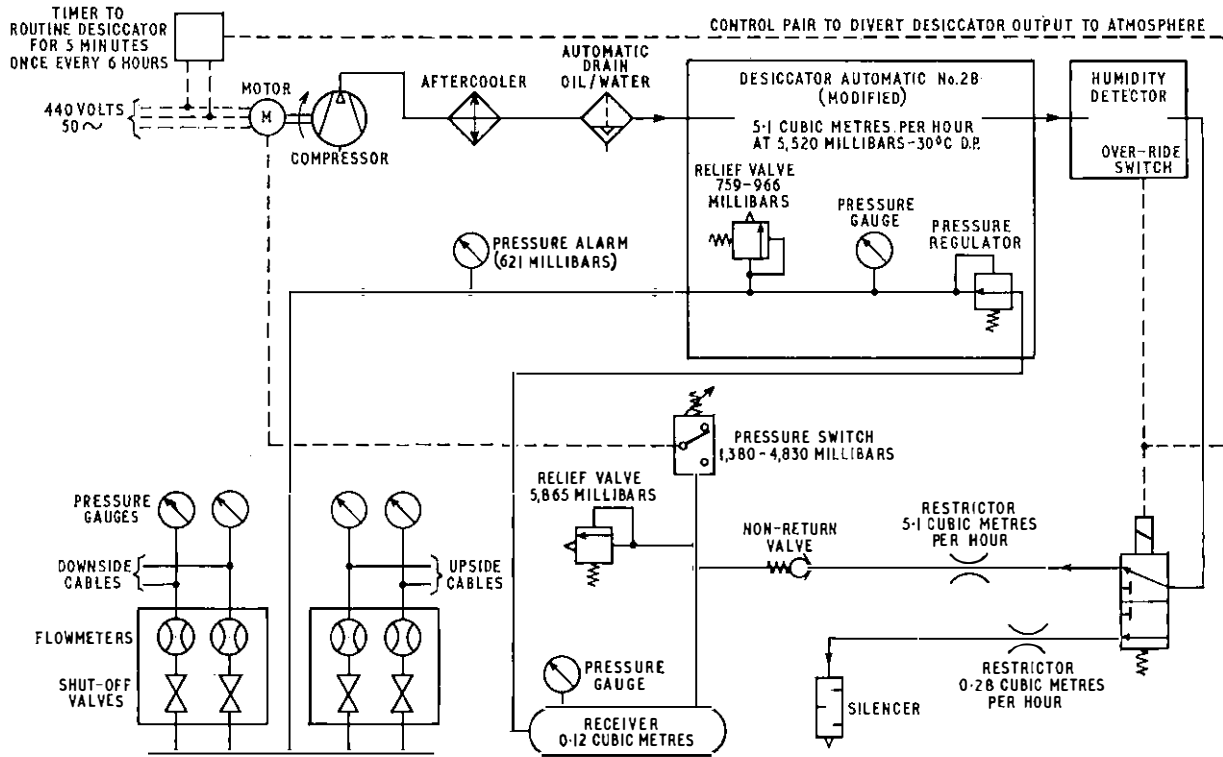 TIMER TO
ROUTINE DESICCATOR
FOR 5 MINUTES
ONCE EVERY 6 HOURS
CONTROL PAIR TO DIVERT DESICCATOR OUTPUT TO ATMOSPHERE
440 VOLTS
50 ~
MOTOR
M
COMPRESSOR
AFTERCOOLER
AUTOMATIC
DRAIN
OIL/WATER
DESICCATOR AUTOMATIC No.2B
(MODIFIED)
5·1 CUBIC METRES PER HOUR
AT 5,520 MILLIBARS-30°C D.P.
HUMIDITY
DETECTOR
OVER-RIDE
SWITCH
RELIEF VALVE
759-966
MILLIBARS
PRESSURE
GAUGE
PRESSURE
REGULATOR
PRESSURE ALARM
(621 MILLIBARS)
PRESSURE SWITCH
1,380-4,830 MILLIBARS
RELIEF VALVE
5,865 MILLIBARS
NON-RETURN
VALVE
RESTRICTOR
5·1 CUBIC METRES
PER HOUR
PRESSURE
GAUGES
DOWNSIDE
CABLES
UPSIDE
CABLES
FLOWMETERS
SHUT-OFF
VALVES
PRESSURE
GAUGE
RECEIVER
0·12 CUBIC METRES
SILENCER
RESTRICTOR
0·28 CUBIC METRES
PER HOUR